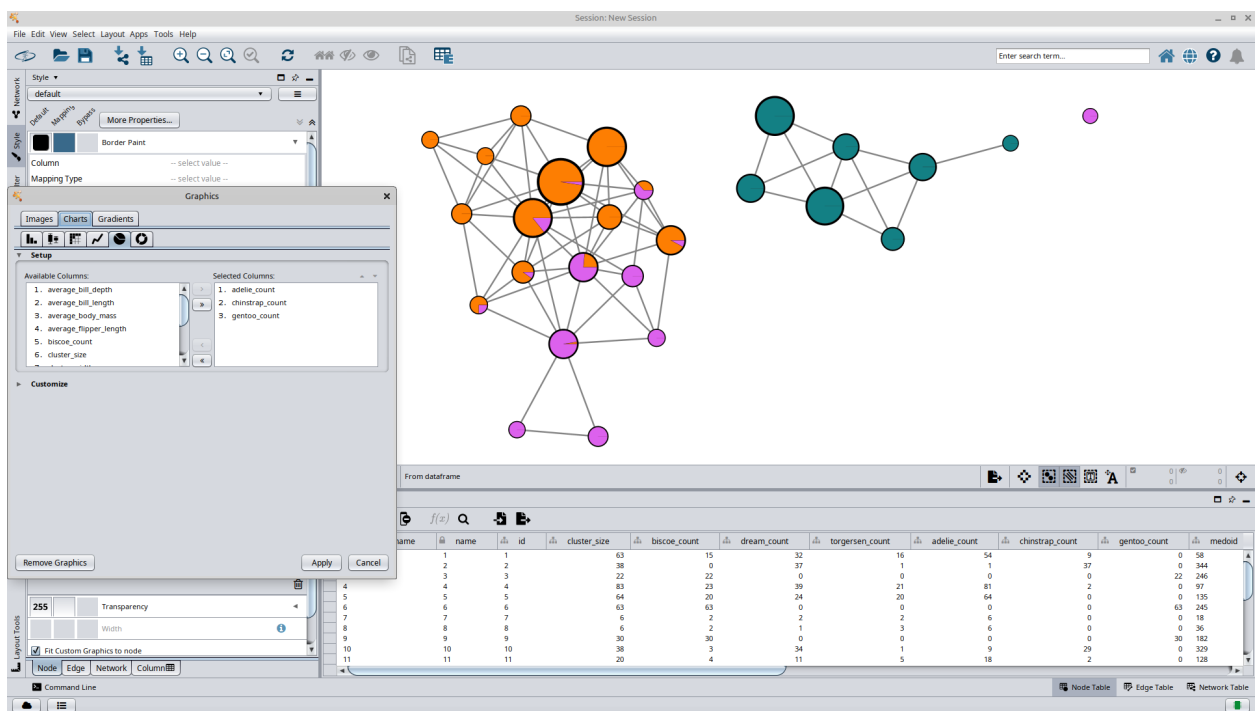 Session: New Session
File Edit View Select Layout Apps Tools Help
Enter search term...
Network
Style
default
Default Mapping Bypass
More Properties...
Style
Border Paint
Column -- select value --
Mapping Type -- select value --
Graphics
Images Charts Gradients
Setup
Available Columns: Selected Columns:
1. average_bill_depth
2. average_bill_length
3. average_body_mass
4. average_flipper_length
5. biscoe_count
6. cluster_size
> 
»
<
«
1. adelie_count
2. chinstrap_count
3. gentoo_count
Customize
Remove Graphics Apply Cancel
From dataframe
0 0
0 0
f(x)
name name id cluster_size biscoe_count dream_count torgersen_count adelie_count chinstrap_count gentoo_count medoid
1 1 63 15 32 16 54 9 0 58
2 2 38 0 37 1 1 37 0 344
3 3 22 22 0 0 0 0 22 246
4 4 4 83 23 39 21 81 2 0 97
5 5 5 64 20 24 20 64 0 0 135
6 6 6 63 63 0 0 0 0 63 245
7 7 7 6 2 2 2 6 0 0 18
8 8 8 6 2 1 3 6 0 0 36
9 9 9 30 30 0 0 0 0 30 182
10 10 10 38 3 34 1 9 29 0 329
11 11 11 20 4 11 5 18 2 0 128
255 Transparency
Width
Fit Custom Graphics to node
Layout Tools
Node Edge Network Column
Command Line
Node Table Edge Table Network Table